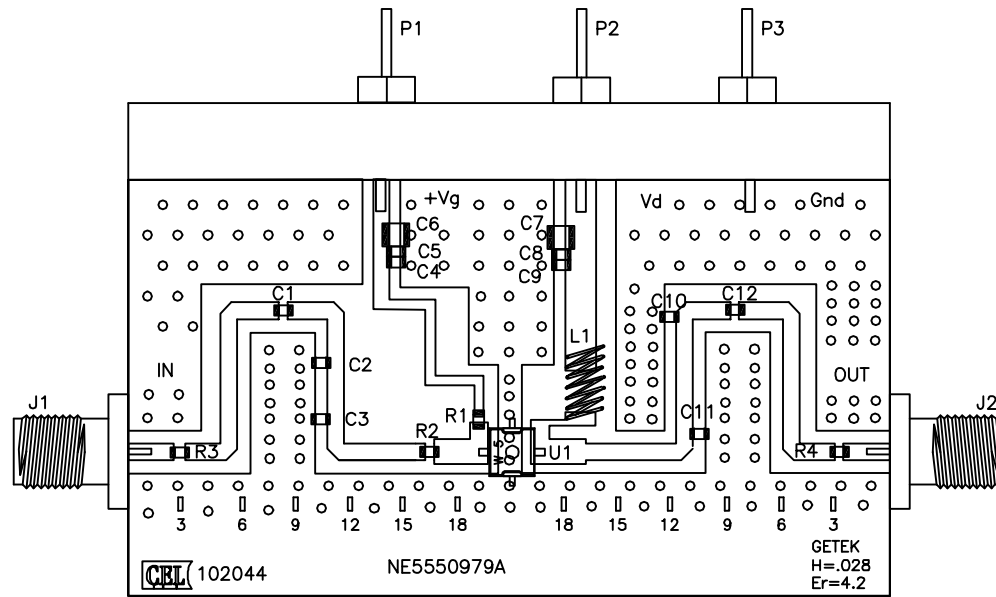 P1
P2
P3
+Vg
Vd
Gnd
C6
C7
C5
C8
C4
C9
C1
C10
C12
L1
IN
C2
OUT
J1
J2
R1
C3
C11
R2
R3
W 5
U1
R4
3
6
9
12
15
18
18
15
12
9
6
3
CEL 102044
NE5550979A
GETEK
H=.028
Er=4.2